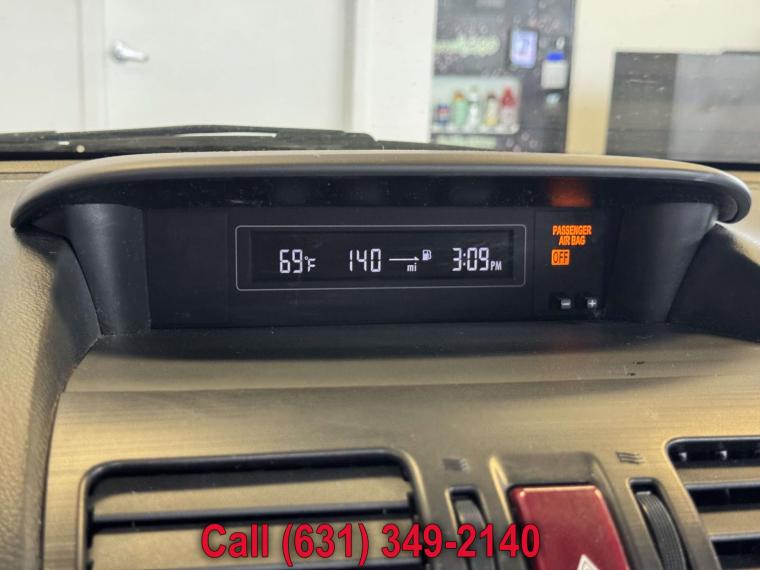 69°F 140 mi 3:09 PM
PASSENGER
AIR BAG
OFF
- +
Call (631) 349-2140